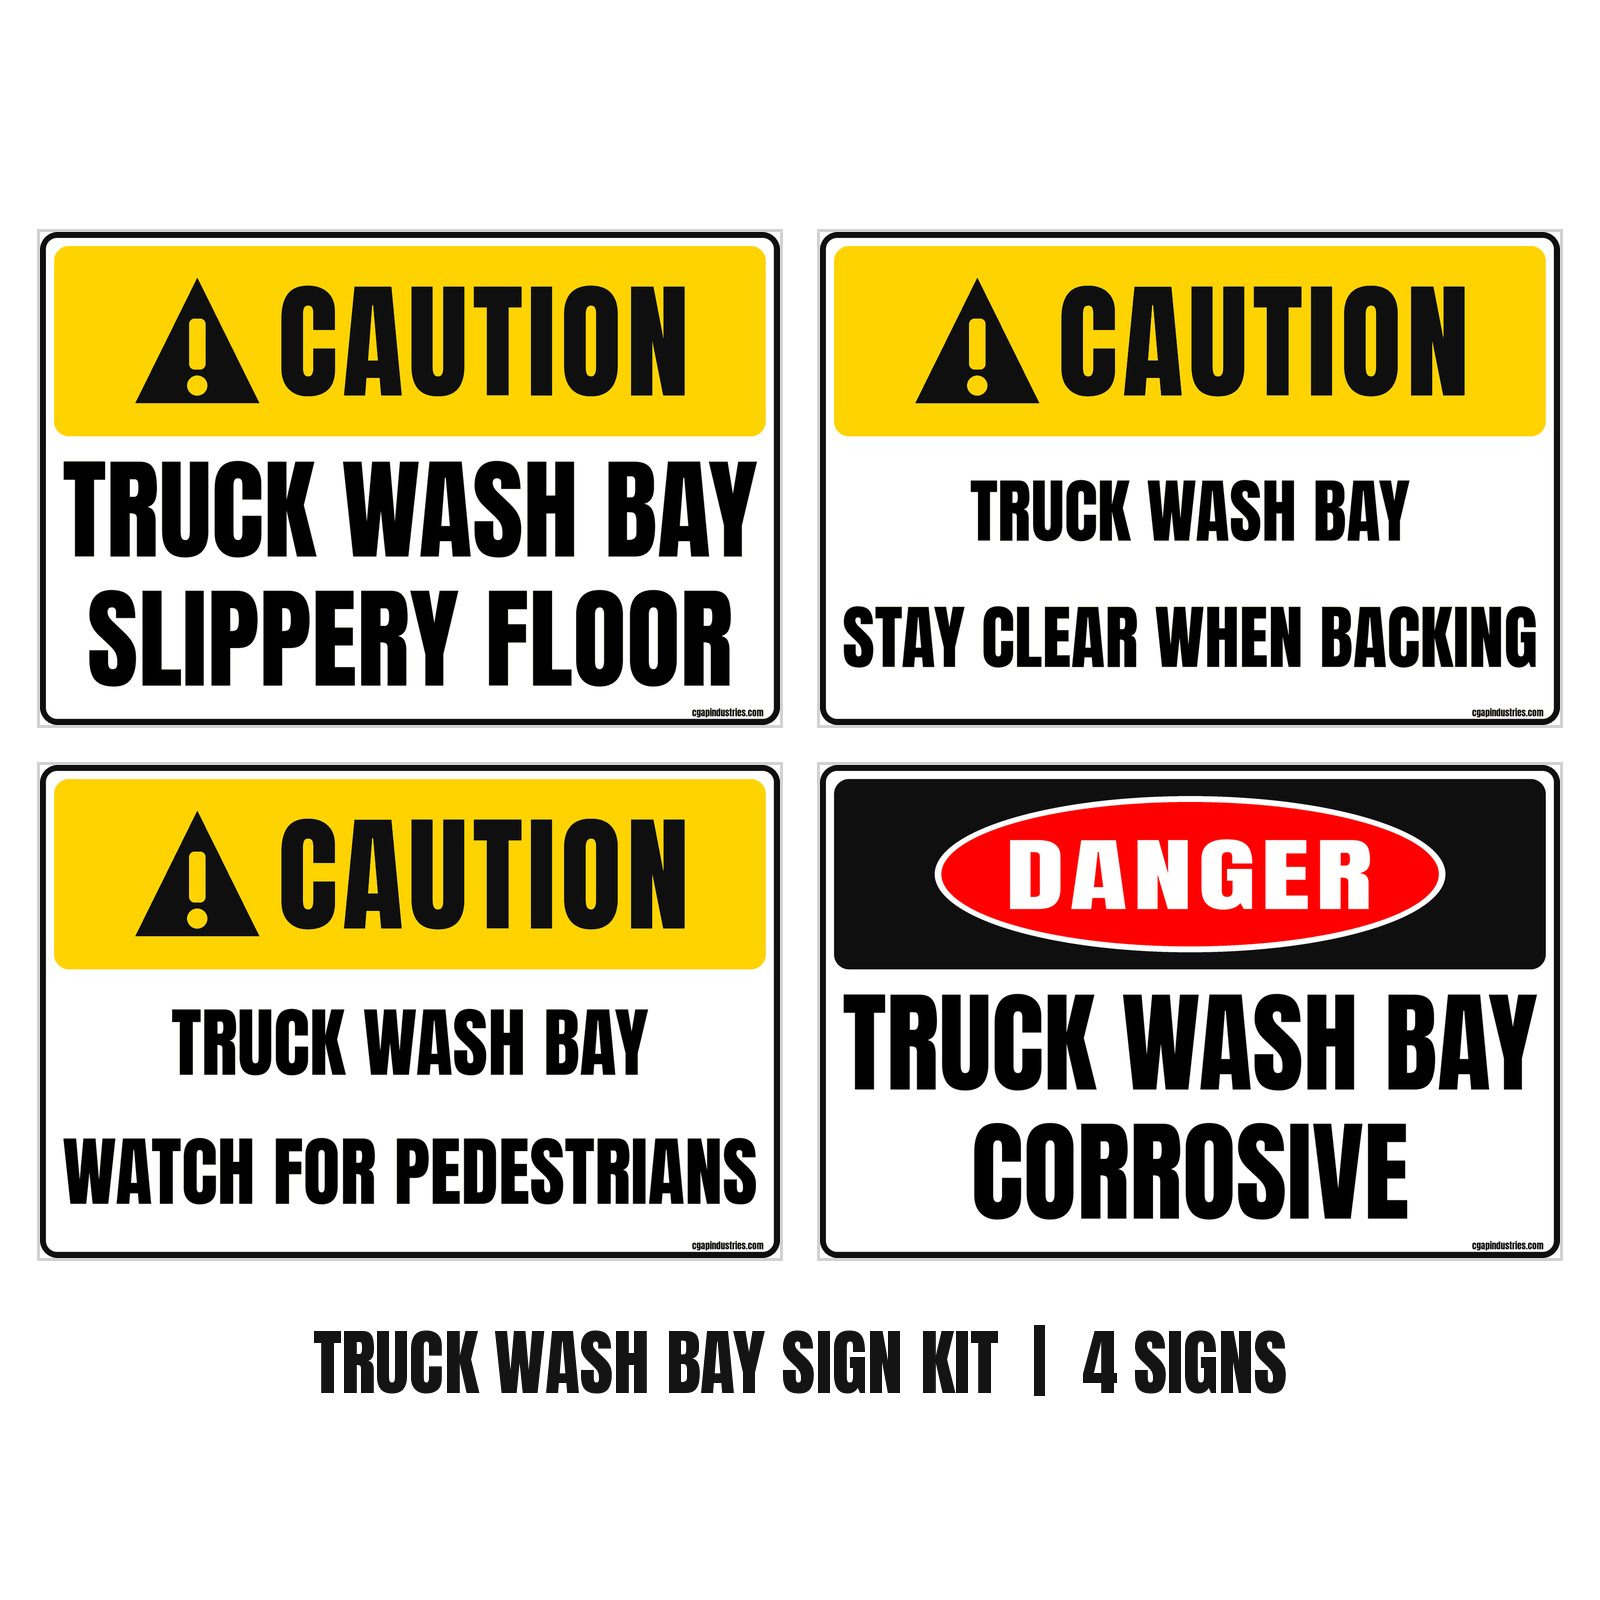 CAUTION
TRUCK WASH BAY
SLIPPERY FLOOR
cgapindustries.com
CAUTION
TRUCK WASH BAY
STAY CLEAR WHEN BACKING
cgapindustries.com
CAUTION
TRUCK WASH BAY
WATCH FOR PEDESTRIANS
cgapindustries.com
DANGER
TRUCK WASH BAY
CORROSIVE
cgapindustries.com
TRUCK WASH BAY SIGN KIT | 4 SIGNS